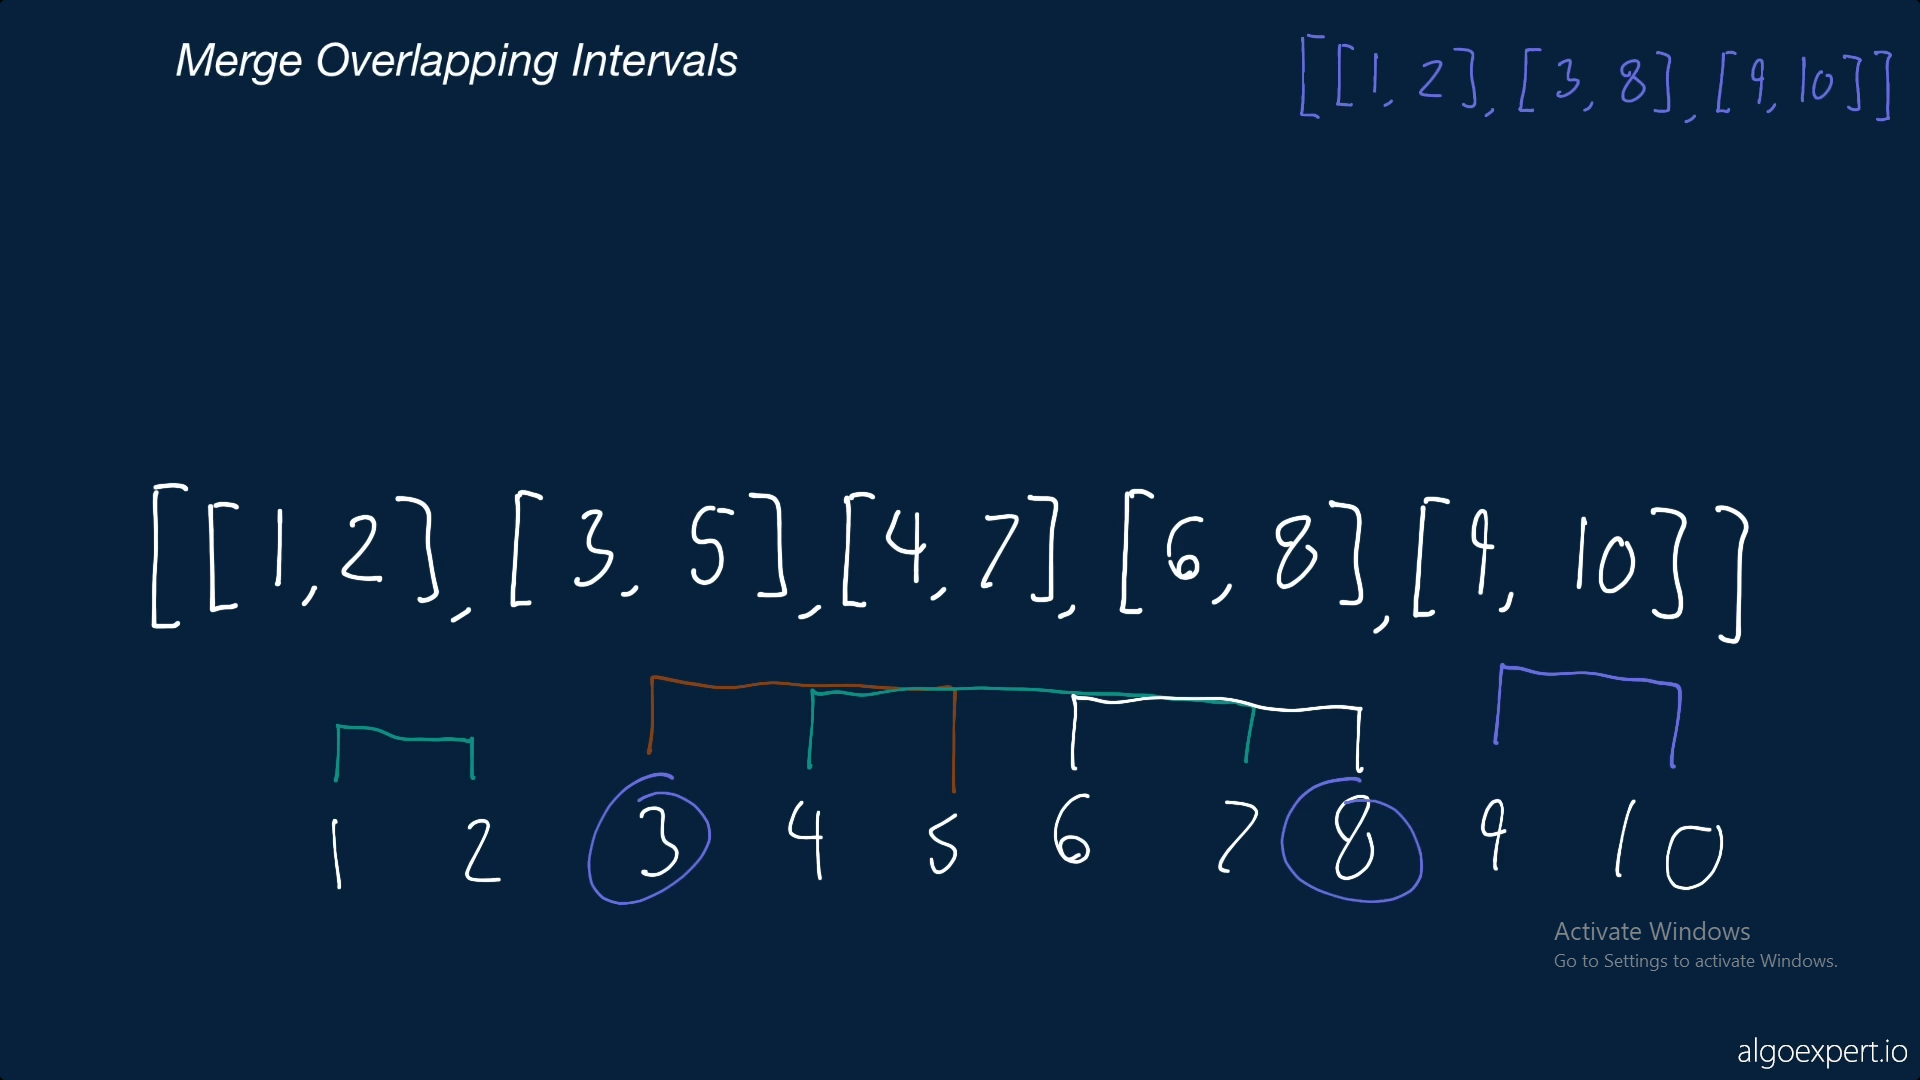 Merge Overlapping Intervals
[[1, 2], [3, 8], [9, 10]]
[[1, 2], [3, 5], [4, 7], [6, 8], [9, 10]]
1 2 3 4 5 6 7 8 9 10
Activate Windows
Go to Settings to activate Windows.
algoexpert.io